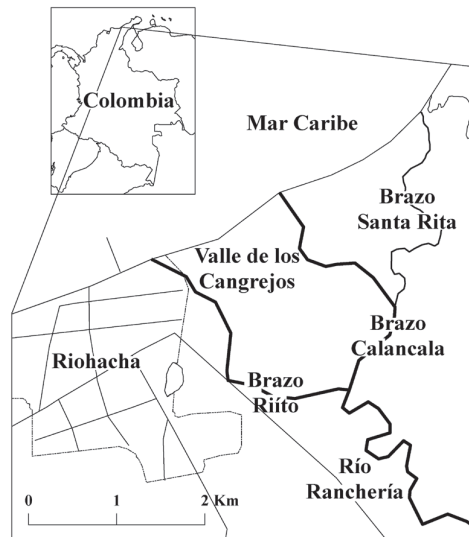 Colombia
Mar Caribe
Brazo
Santa Rita
Valle de los
Cangrejos
Brazo
Calancala
Riohacha
Brazo
Riíto
Río
Ranchería
0 1 2 Km